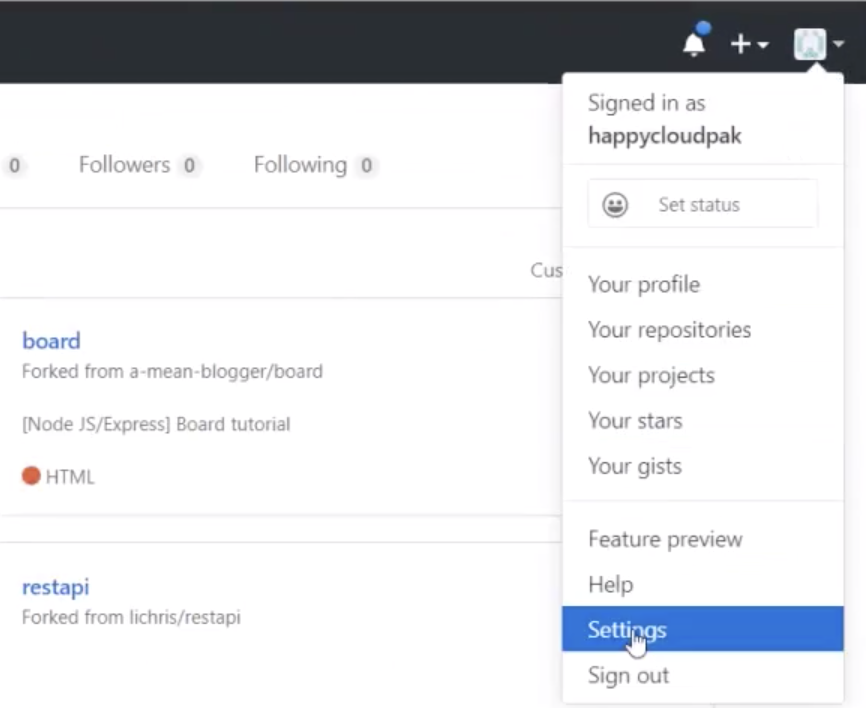 Signed in as
happycloudpak
0 Followers 0 Following 0
Set status
Your profile
Your repositories
Your projects
Your stars
Your gists
Feature preview
Help
Settings
Sign out
Cus
board
Forked from a-mean-blogger/board
[Node JS/Express] Board tutorial
HTML
restapi
Forked from lichris/restapi